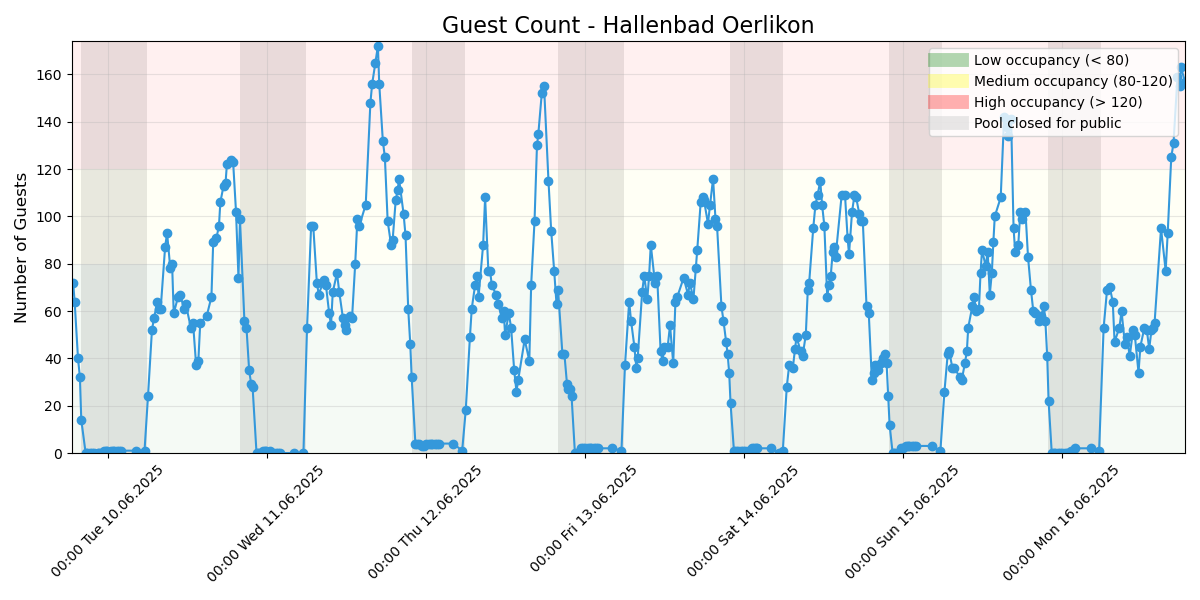 Guest Count - Hallenbad Oerlikon
Low occupancy (< 80)
Medium occupancy (80-120)
High occupancy (> 120)
Pool closed for public
Number of Guests
160
140
120
100
80
60
40
20
0
00:00 Tue 10.06.2025
00:00 Wed 11.06.2025
00:00 Thu 12.06.2025
00:00 Fri 13.06.2025
00:00 Sat 14.06.2025
00:00 Sun 15.06.2025
00:00 Mon 16.06.2025